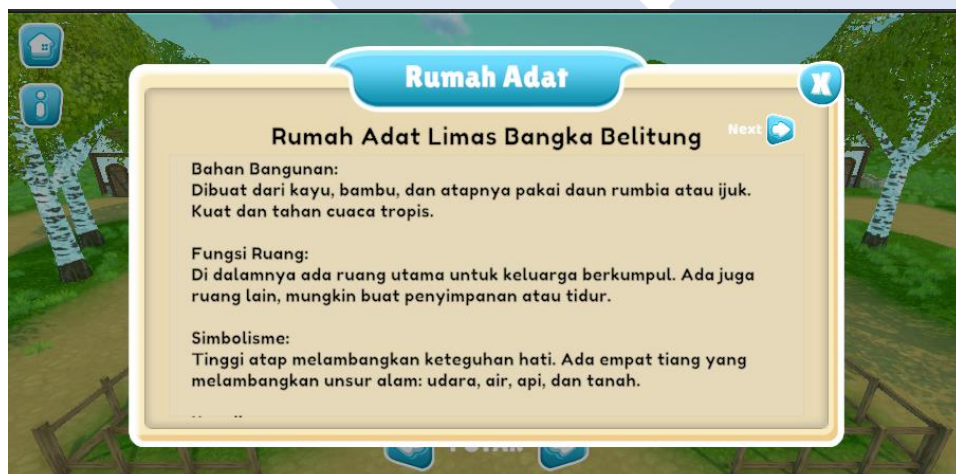 Rumah Adat
X
Rumah Adat Limas Bangka Belitung
Next
Bahan Bangunan:
Dibuat dari kayu, bambu, dan atapnya pakai daun rumbia atau ijuk.
Kuat dan tahan cuaca tropis.
Fungsi Ruang:
Di dalamnya ada ruang utama untuk keluarga berkumpul. Ada juga
ruang lain, mungkin buat penyimpanan atau tidur.
Simbolisme:
Tinggi atap melambangkan keteguhan hati. Ada empat tiang yang
melambangkan unsur alam: udara, air, api, dan tanah.